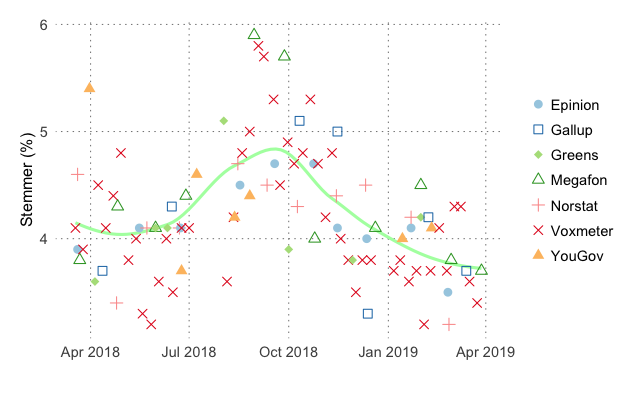 6
5
4
Stemmer (%)
Apr 2018 Jul 2018 Oct 2018 Jan 2019 Apr 2019
Epinion
Gallup
Greens
Megafon
Norstat
Voxmeter
YouGov